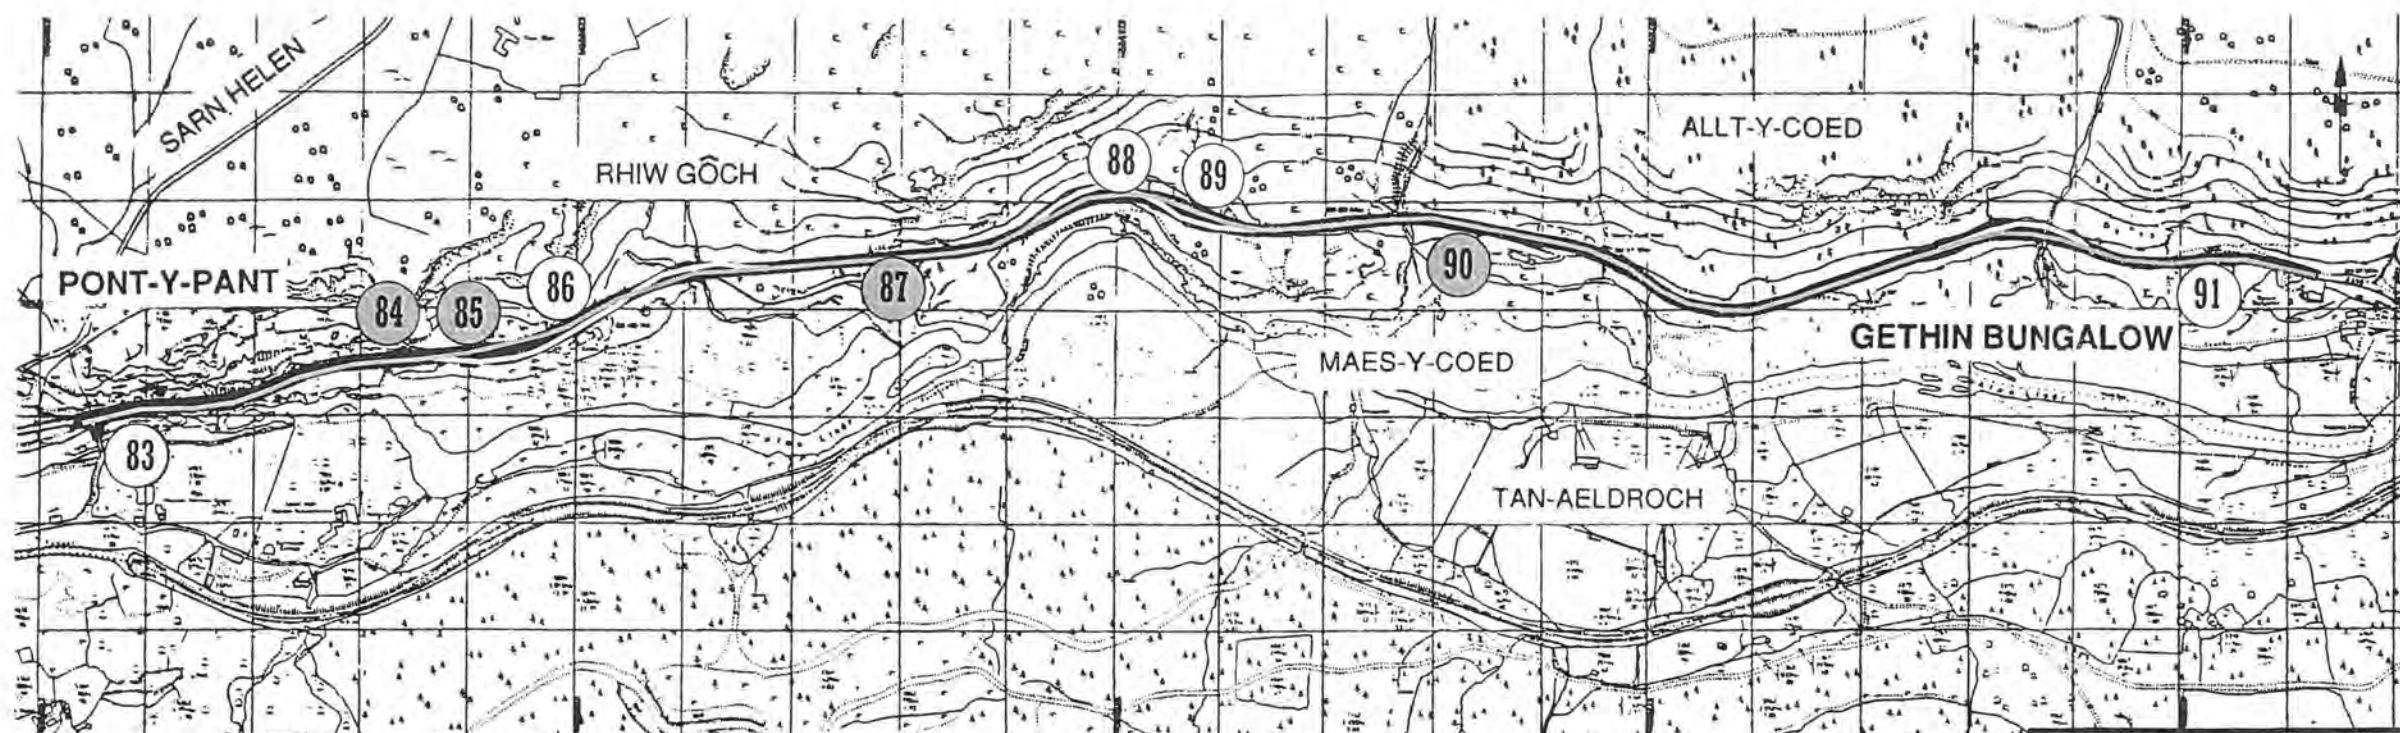 SARN HELEN
ALLT-Y-COED
RHIW GÔCH
88
89
PONT-Y-PANT
84
85
86
87
90
91
GETHIN BUNGALOW
MAES-Y-COED
83
TAN-AELDROCH